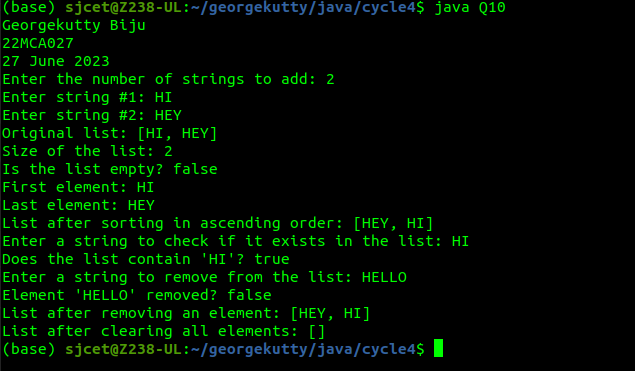 (base) sjcet@Z238-UL:~/georgekutty/java/cycle4$ java Q10
Georgekutty Biju
22MCA027
27 June 2023
Enter the number of strings to add: 2
Enter string #1: HI
Enter string #2: HEY
Original list: [HI, HEY]
Size of the list: 2
Is the list empty? false
First element: HI
Last element: HEY
List after sorting in ascending order: [HEY, HI]
Enter a string to check if it exists in the list: HI
Does the list contain 'HI'? true
Enter a string to remove from the list: HELLO
Element 'HELLO' removed? false
List after removing an element: [HEY, HI]
List after clearing all elements: []
(base) sjcet@Z238-UL:~/georgekutty/java/cycle4$